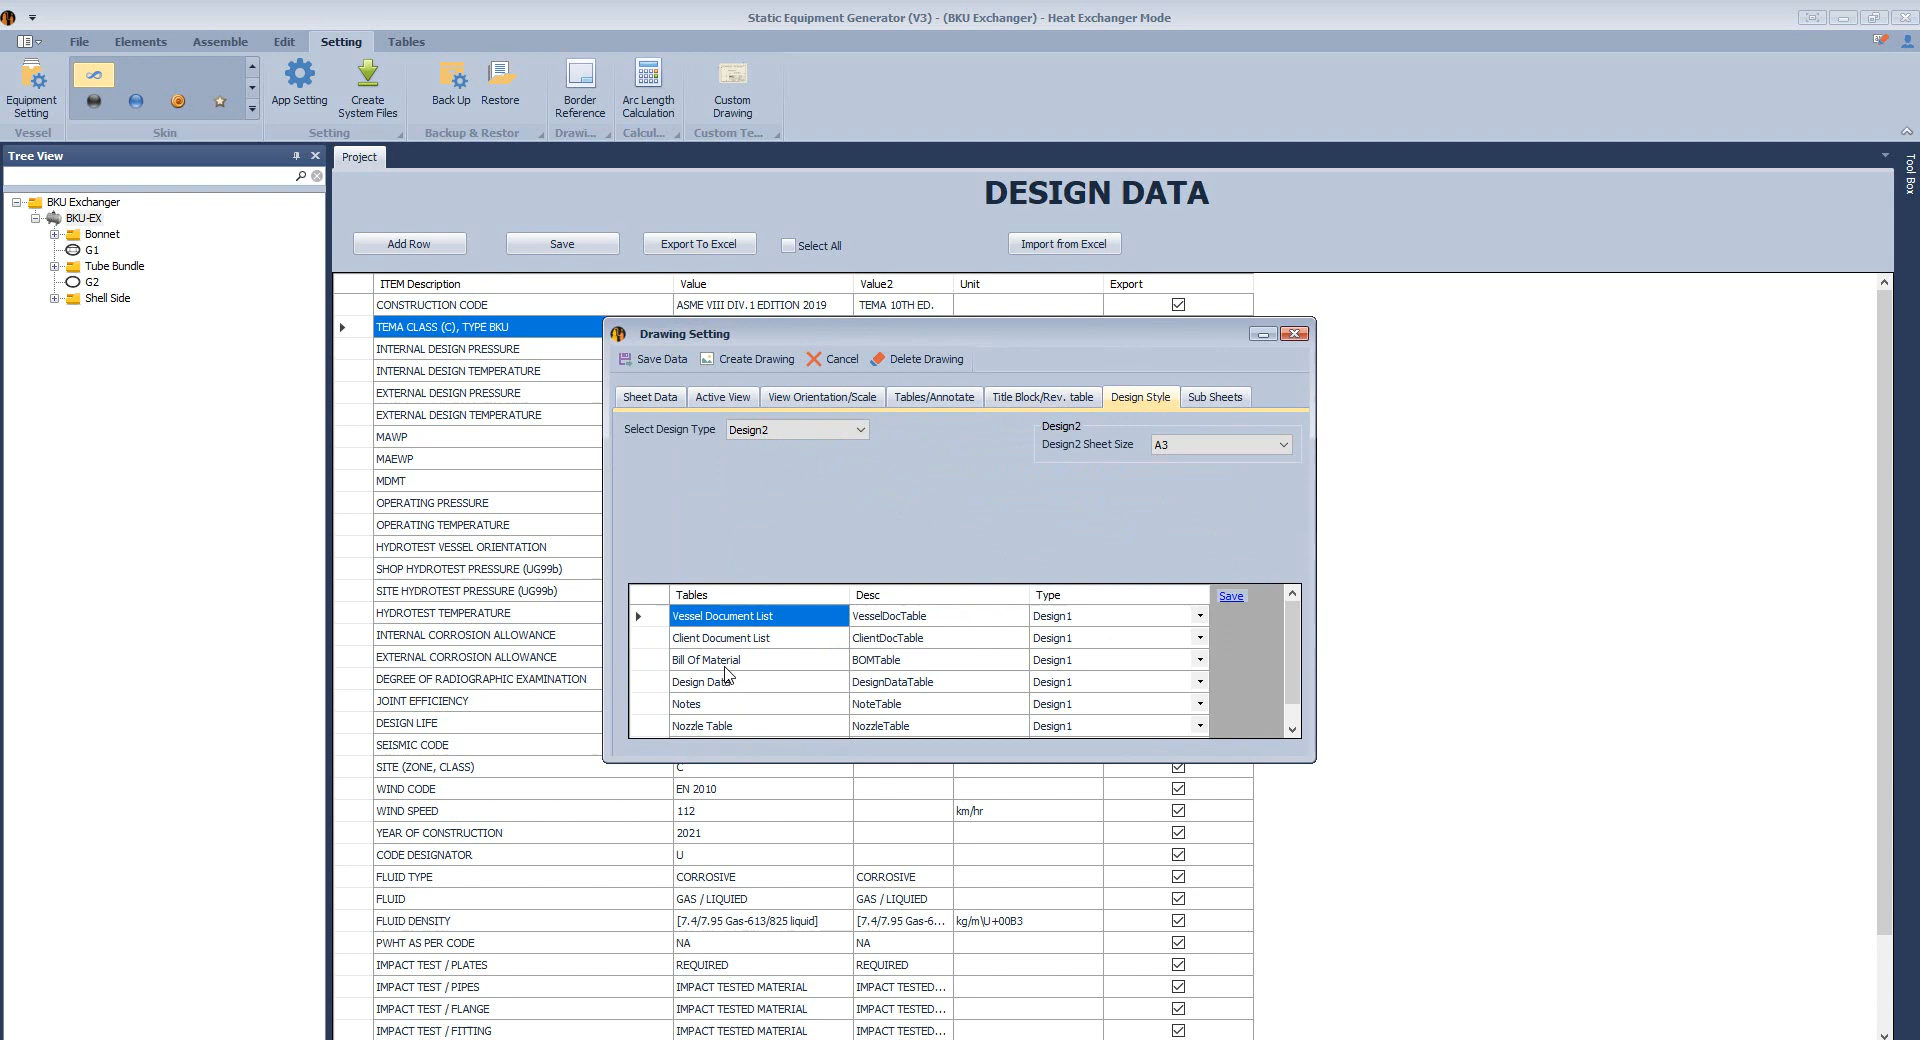 Static Equipment Generator (V3) - (BKU Exchanger) - Heat Exchanger Mode
File Elements Assemble Edit Setting Tables
Equipment Setting
App Setting
Create System Files
Back Up
Restore
Border Reference
Arc Length Calculation
Custom Drawing
Vessel Skin Setting Backup & Restor Drawi... Calcul... Custom Te...
Tree View
Project
Tool Box
BKU Exchanger
BKU-EX
Bonnet
G1
Tube Bundle
G2
Shell Side
DESIGN DATA
Add Row Save Export To Excel Select All Import from Excel
ITEM Description Value Value2 Unit Export
CONSTRUCTION CODE ASME VIII DIV.1 EDITION 2019 TEMA 10TH ED.
TEMA CLASS (C), TYPE BKU
INTERNAL DESIGN PRESSURE
INTERNAL DESIGN TEMPERATURE
EXTERNAL DESIGN PRESSURE
EXTERNAL DESIGN TEMPERATURE
MAWP
MAEWP
MDMT
OPERATING PRESSURE
OPERATING TEMPERATURE
HYDROTEST VESSEL ORIENTATION
SHOP HYDROTEST PRESSURE (UG99b)
SITE HYDROTEST PRESSURE (UG99b)
HYDROTEST TEMPERATURE
INTERNAL CORROSION ALLOWANCE
EXTERNAL CORROSION ALLOWANCE
DEGREE OF RADIOGRAPHIC EXAMINATION
JOINT EFFICIENCY
DESIGN LIFE
SEISMIC CODE
SITE (ZONE, CLASS) C
WIND CODE EN 2010
WIND SPEED 112 km/hr
YEAR OF CONSTRUCTION 2021
CODE DESIGNATOR U
FLUID TYPE CORROSIVE CORROSIVE
FLUID GAS / LIQUIED GAS / LIQUIED
FLUID DENSITY [7.4/7.95 Gas-613/825 liquid] [7.4/7.95 Gas-6... kg/m\U+00B3
PWHT AS PER CODE NA NA
IMPACT TEST / PLATES REQUIRED REQUIRED
IMPACT TEST / PIPES IMPACT TESTED MATERIAL IMPACT TESTED...
IMPACT TEST / FLANGE IMPACT TESTED MATERIAL IMPACT TESTED...
IMPACT TEST / FITTING IMPACT TESTED MATERIAL IMPACT TESTED...
Drawing Setting
Save Data Create Drawing Cancel Delete Drawing
Sheet Data Active View View Orientation/Scale Tables/Annotate Title Block/Rev. table Design Style Sub Sheets
Select Design Type Design2
Design2
Design2 Sheet Size A3
Tables Desc Type Save
Vessel Document List VesselDocTable Design1
Client Document List ClientDocTable Design1
Bill Of Material BOMTable Design1
Design Data DesignDataTable Design1
Notes NoteTable Design1
Nozzle Table NozzleTable Design1